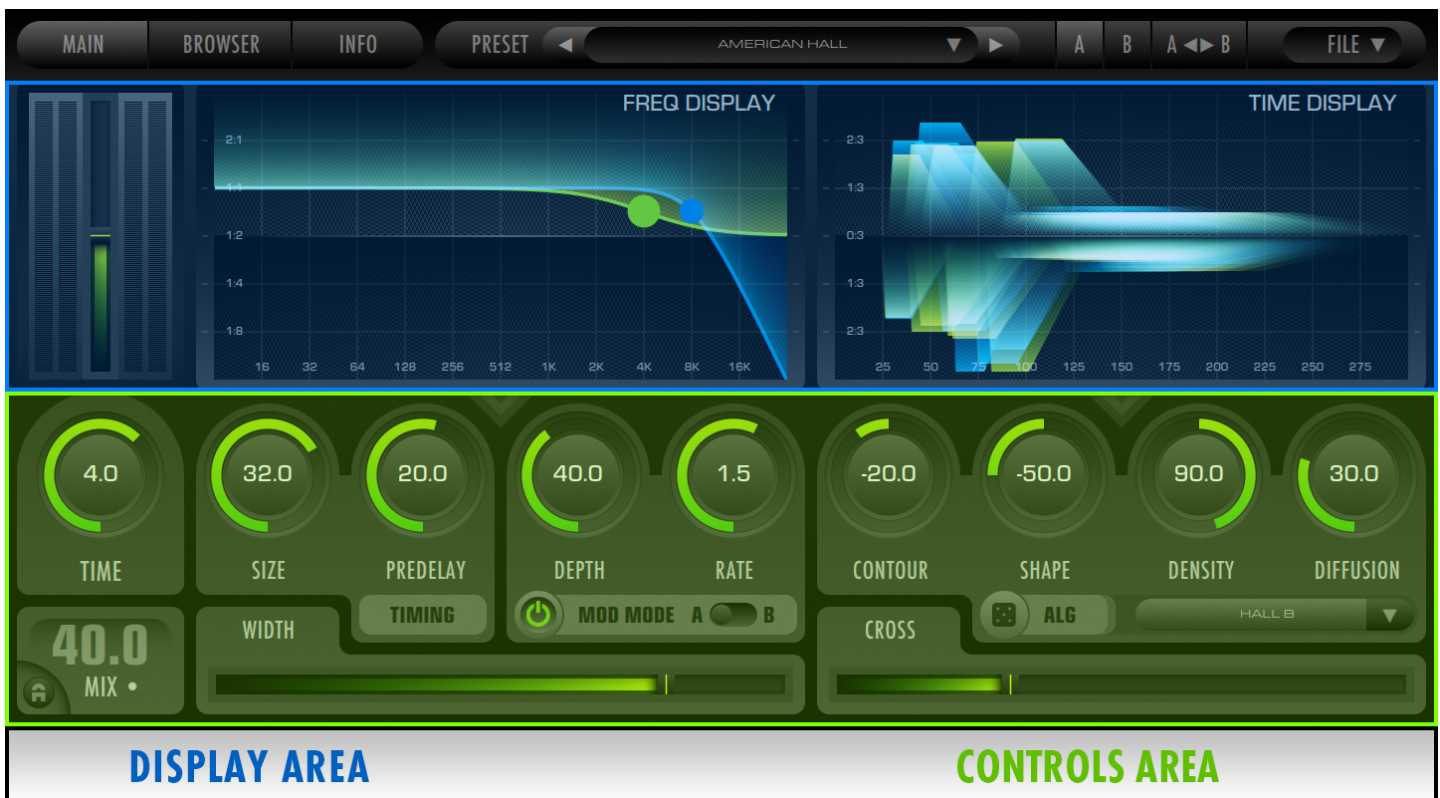 MAIN BROWSER INFO PRESET ◀ AMERICAN HALL ▼ ▶ A B A ◀▶ B FILE ▼
FREQ DISPLAY
2:1
1:1
1:2
1:4
1:8
16 32 64 128 256 512 1K 2K 4K 8K 16K
TIME DISPLAY
2:3
1:3
0:3
1:3
2:3
25 50 75 100 125 150 175 200 225 250 275
4.0 32.0 20.0 40.0 1.5 -20.0 -50.0 90.0 30.0
TIME SIZE PREDELAY DEPTH RATE CONTOUR SHAPE DENSITY DIFFUSION
TIMING MOD MODE A B ALG HALL B ▼
WIDTH CROSS
40.0
MIX •
DISPLAY AREA CONTROLS AREA